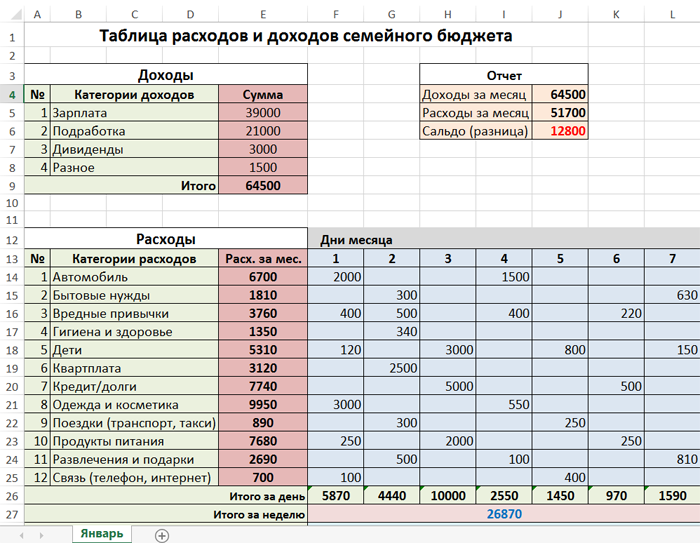 A B C D E F G H I J K L
1 Таблица расходов и доходов семейного бюджета
2
3 Доходы Отчет
4 № Категории доходов Сумма Доходы за месяц 64500
5 1 Зарплата 39000 Расходы за месяц 51700
6 2 Подработка 21000 Сальдо (разница) 12800
7 3 Дивиденды 3000
8 4 Разное 1500
9 Итого 64500
10
11
12 Расходы Дни месяца
13 № Категории расходов Расх. за мес. 1 2 3 4 5 6 7
14 1 Автомобиль 6700 2000 1500
15 2 Бытовые нужды 1810 300 630
16 3 Вредные привычки 3760 400 500 400 220
17 4 Гигиена и здоровье 1350 340
18 5 Дети 5310 120 3000 800 150
19 6 Квартплата 3120 2500
20 7 Кредит/долги 7740 5000 500
21 8 Одежда и косметика 9950 3000 550
22 9 Поездки (транспорт, такси) 890 300 250
23 10 Продукты питания 7680 250 2000 250
24 11 Развлечения и подарки 2690 500 100 810
25 12 Связь (телефон, интернет) 700 100 400
26 Итого за день 5870 4440 10000 2550 1450 970 1590
27 Итого за неделю 26870
Январь